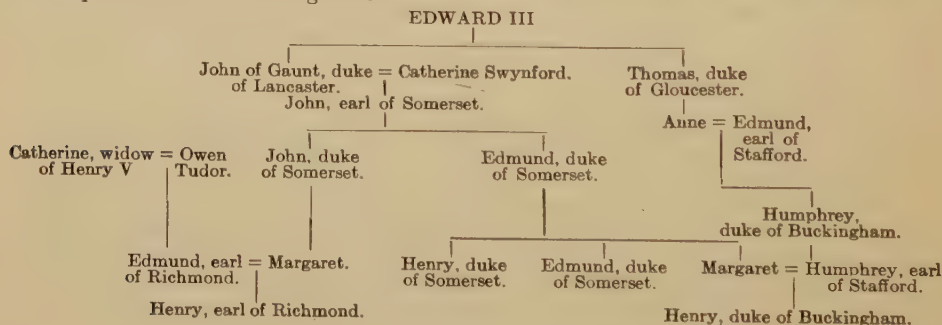 EDWARD III
John of Gaunt, duke = Catherine Swynford.
of Lancaster.
John, earl of Somerset.
Thomas, duke
of Gloucester.
Anne = Edmund,
earl of
Stafford.
Catherine, widow = Owen
of Henry V Tudor.
John, duke
of Somerset.
Edmund, duke
of Somerset.
Humphrey,
duke of Buckingham.
Edmund, earl = Margaret.
of Richmond.
Henry, duke
of Somerset.
Edmund, duke
of Somerset.
Margaret = Humphrey, earl
of Stafford.
Henry, earl of Richmond.
Henry, duke of Buckingham.